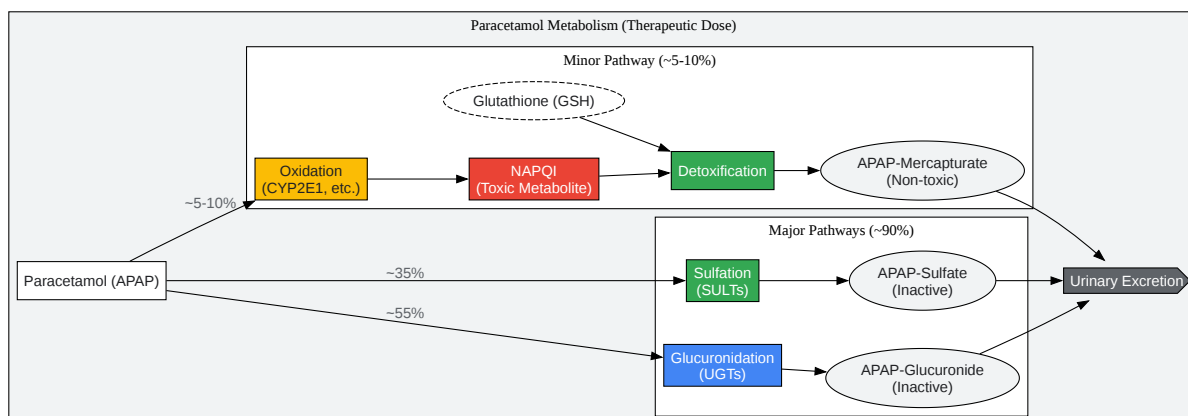 Paracetamol Metabolism (Therapeutic Dose)
Minor Pathway (~5-10%)
Glutathione (GSH)
Oxidation
(CYP2E1, etc.)
NAPQI
(Toxic Metabolite)
Detoxification
APAP-Mercapturate
(Non-toxic)
~5-10%
Major Pathways (~90%)
Paracetamol (APAP)
~35%
Sulfation
(SULTs)
APAP-Sulfate
(Inactive)
Urinary Excretion
~55%
Glucuronidation
(UGTs)
APAP-Glucuronide
(Inactive)